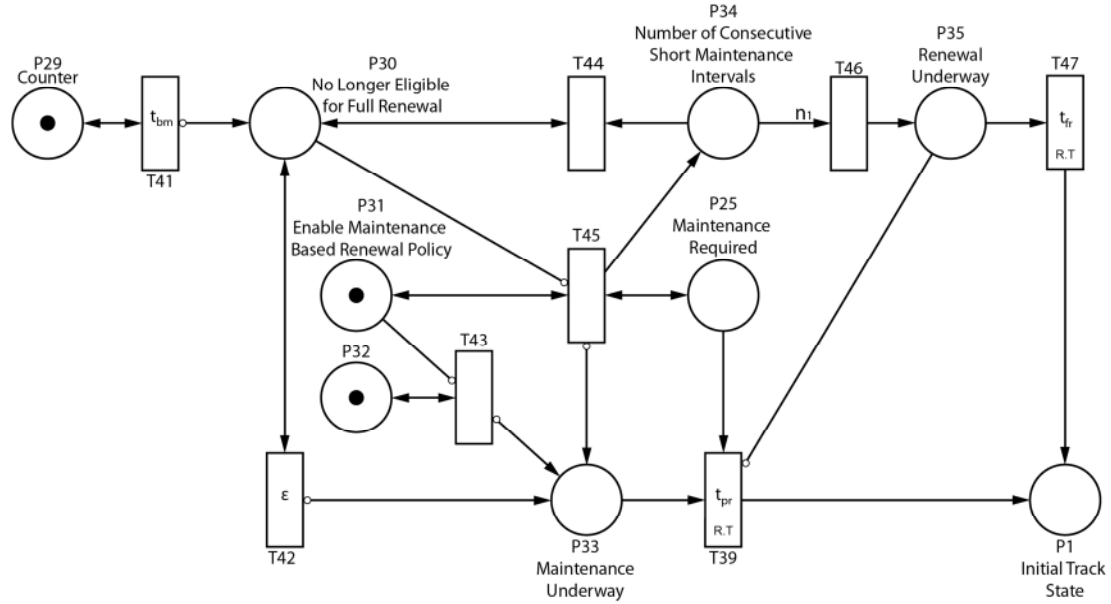 P29
Counter
t_bm
T41
P30
No Longer Eligible
for Full Renewal
T44
P34
Number of Consecutive
Short Maintenance
Intervals
n₁
T46
P35
Renewal
Underway
T47
t_fr
R.T
P31
Enable Maintenance
Based Renewal Policy
T45
P25
Maintenance
Required
P32
T43
ε
T42
P33
Maintenance
Underway
t_pr
R.T
T39
P1
Initial Track
State